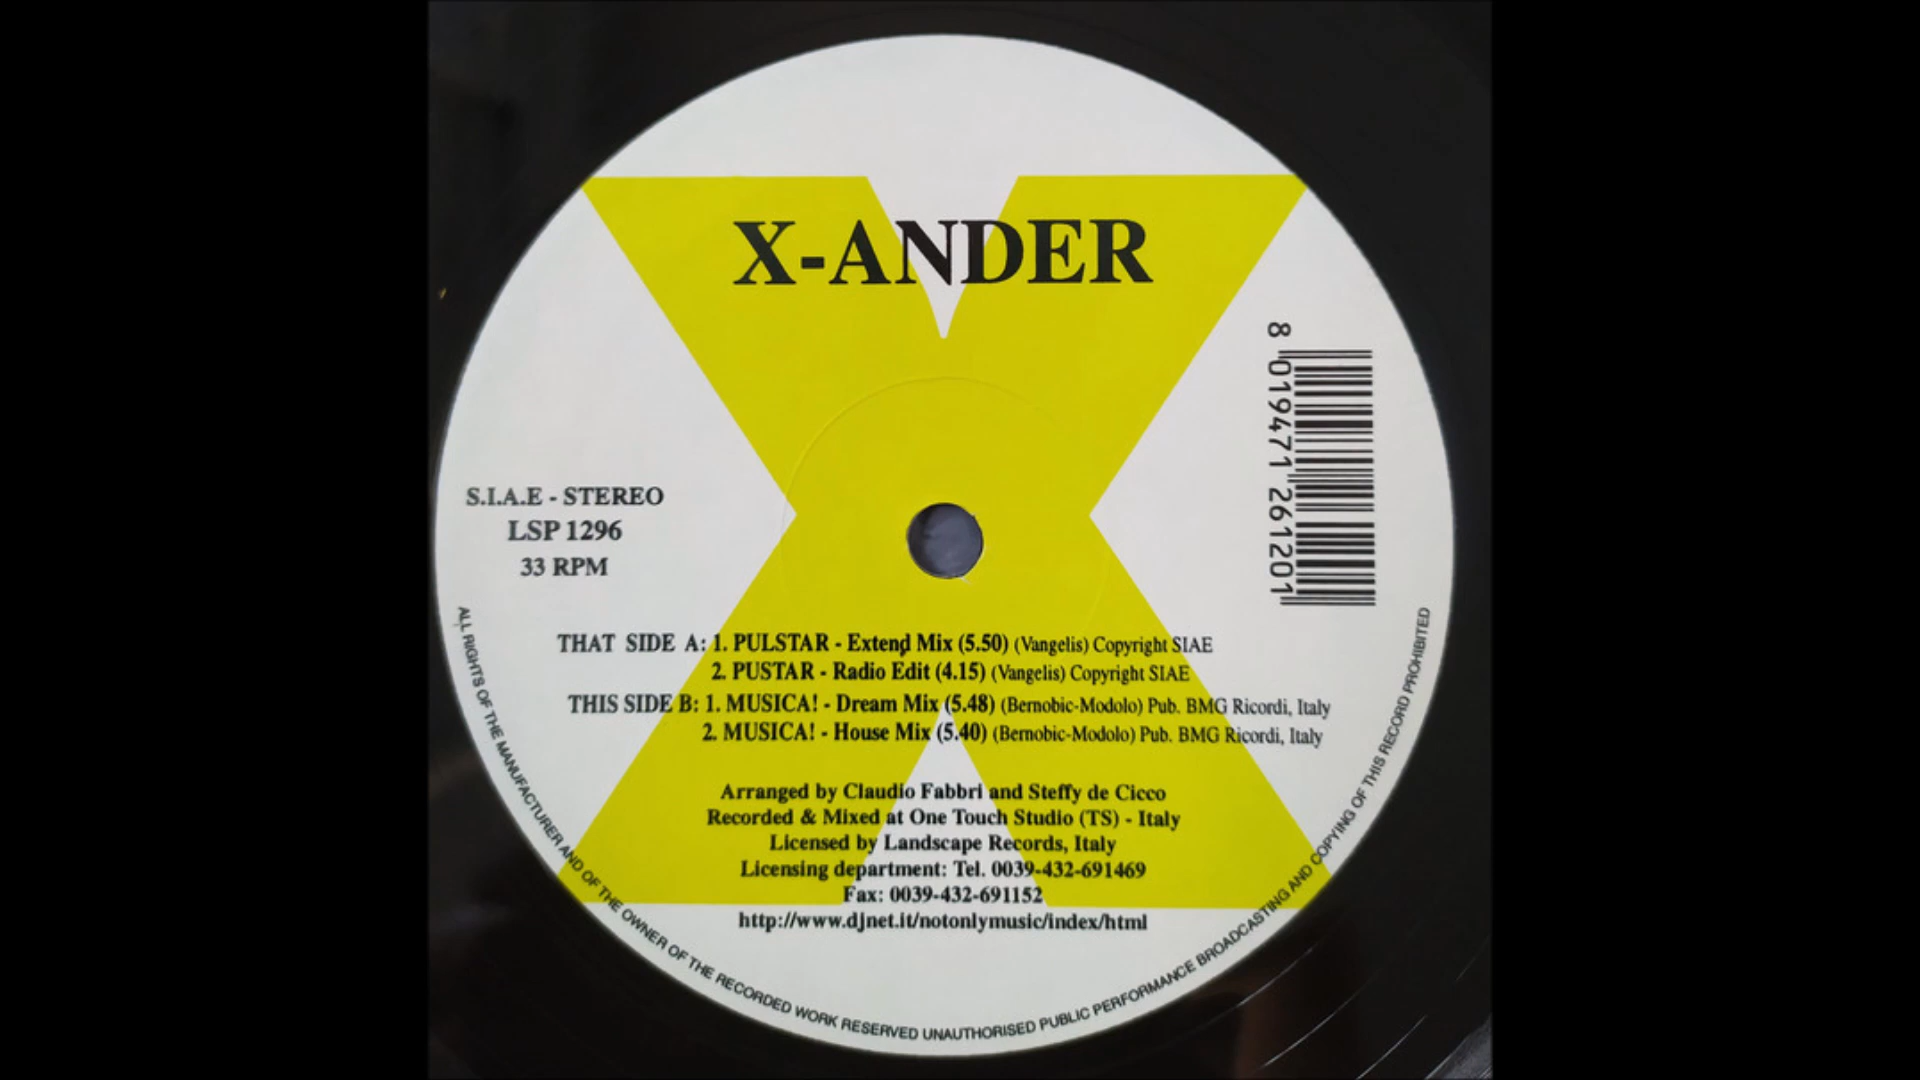 X-ANDER
8 019471 261201
S.I.A.E - STEREO
LSP 1296
33 RPM
THAT SIDE A: 1. PULSTAR - Extend Mix (5.50) (Vangelis) Copyright SIAE
2. PUSTAR - Radio Edit (4.15) (Vangelis) Copyright SIAE
THIS SIDE B: 1. MUSICA! - Dream Mix (5.48) (Bernobic-Modolo) Pub. BMG Ricordi, Italy
2. MUSICA! - House Mix (5.40) (Bernobic-Modolo) Pub. BMG Ricordi, Italy
Arranged by Claudio Fabbri and Steffy de Cicco
Recorded & Mixed at One Touch Studio (TS) - Italy
Licensed by Landscape Records, Italy
Licensing department: Tel. 0039-432-691469
Fax: 0039-432-691152
http://www.djnet.it/notonlymusic/index/html
ALL RIGHTS OF THE MANUFACTURER AND OF THE OWNER OF THE RECORDED WORK RESERVED UNAUTHORISED PUBLIC PERFORMANCE BROADCASTING AND COPYING OF THIS RECORD PROHIBITED